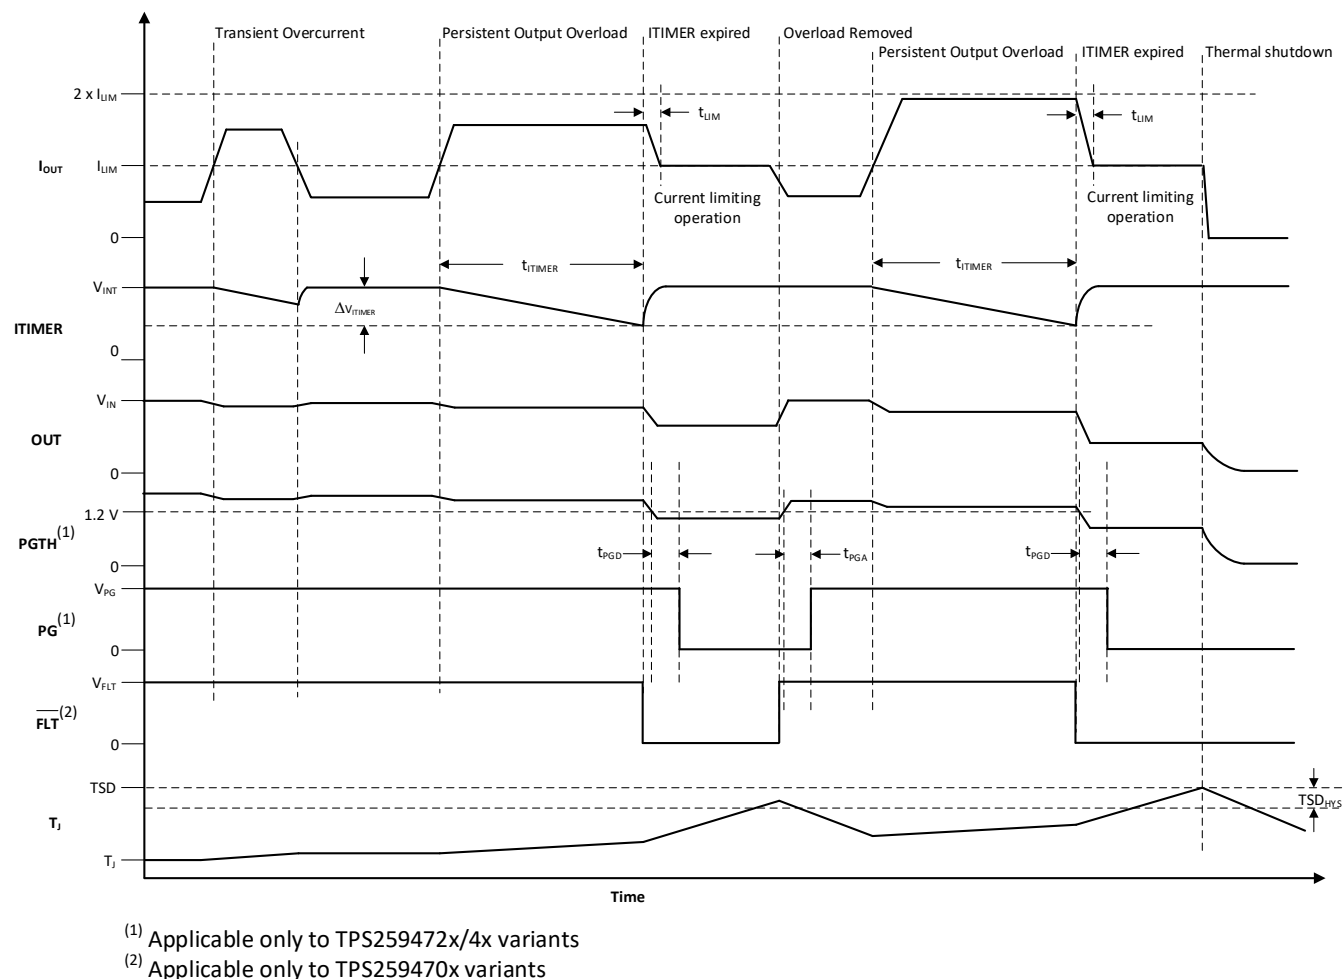 Transient Overcurrent
Persistent Output Overload
ITIMER expired
Overload Removed
Persistent Output Overload
ITIMER expired
Thermal shutdown
2 x ILIM
tLIM
tLIM
IOUT
ILIM
Current limiting
operation
Current limiting
operation
0
tITIMER
tITIMER
VINT
ΔvITIMER
ITIMER
0
VIN
OUT
0
1.2 V
PGTH(1)
tPGD
tPGA
tPGD
0
VPG
PG(1)
0
VFLT
FLT(2)
0
TSD
TSDHYS
TJ
TJ
Time
(1) Applicable only to TPS259472x/4x variants
(2) Applicable only to TPS259470x variants